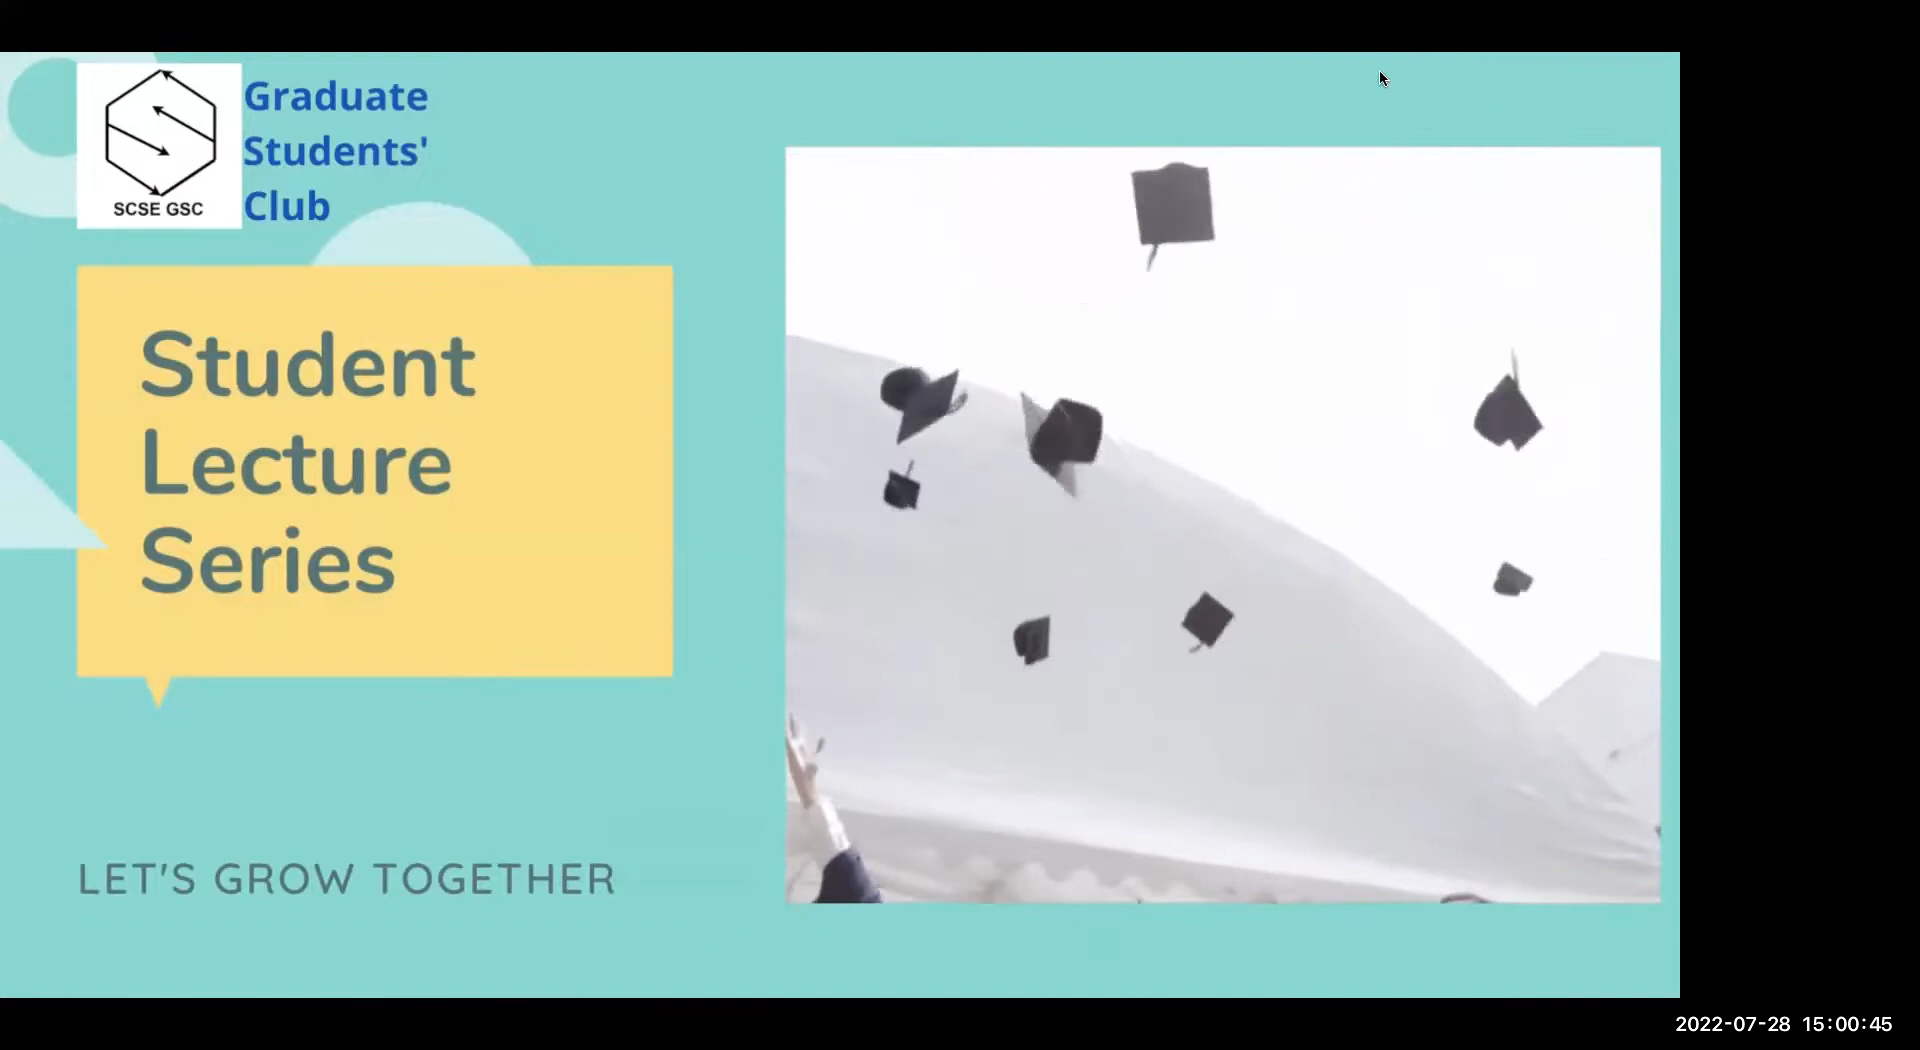 Graduate
Students'
Club
SCSE GSC
Student
Lecture
Series
LET'S GROW TOGETHER
2022-07-28 15:00:45